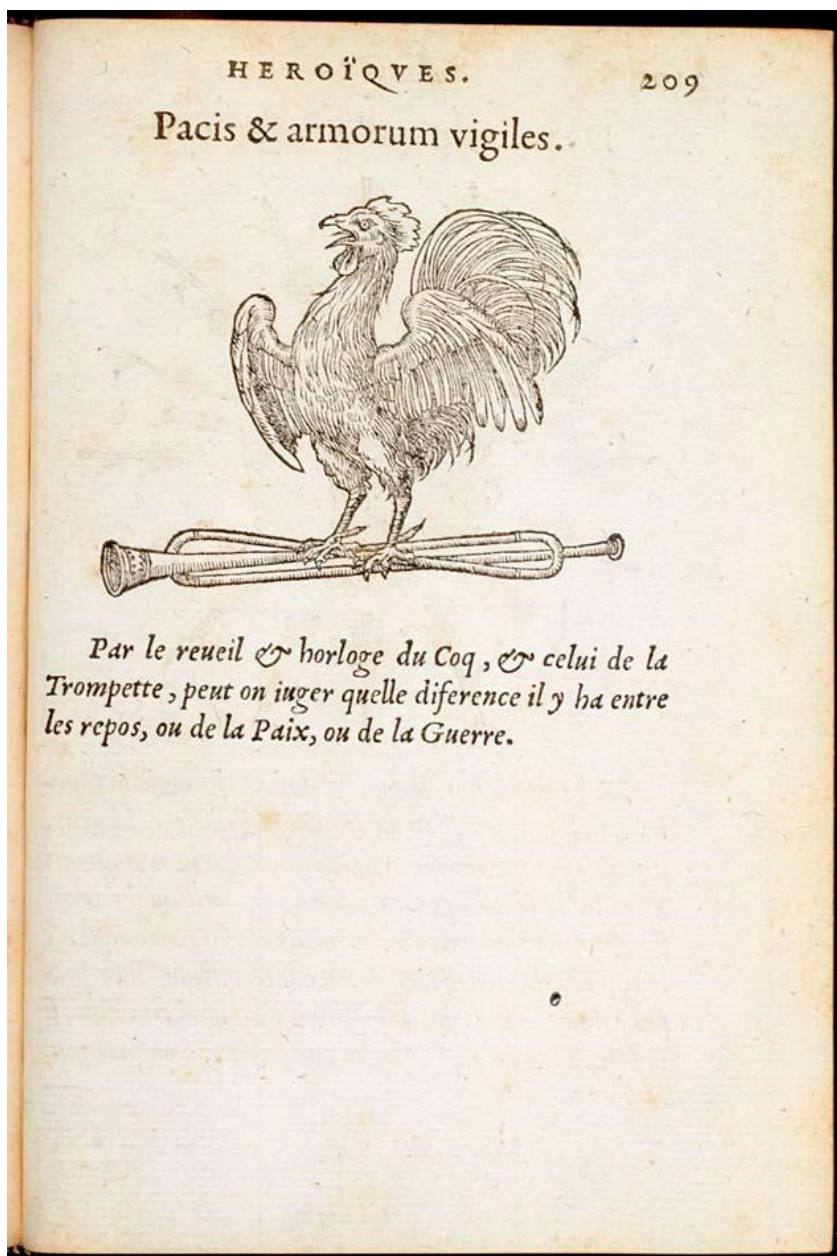 HEROÏQVES. 209
Pacis & armorum vigiles.
Par le reueil & horloge du Coq, & celui de la
Trompette, peut on iuger quelle diference il y ha entre
les repos, ou de la Paix, ou de la Guerre.